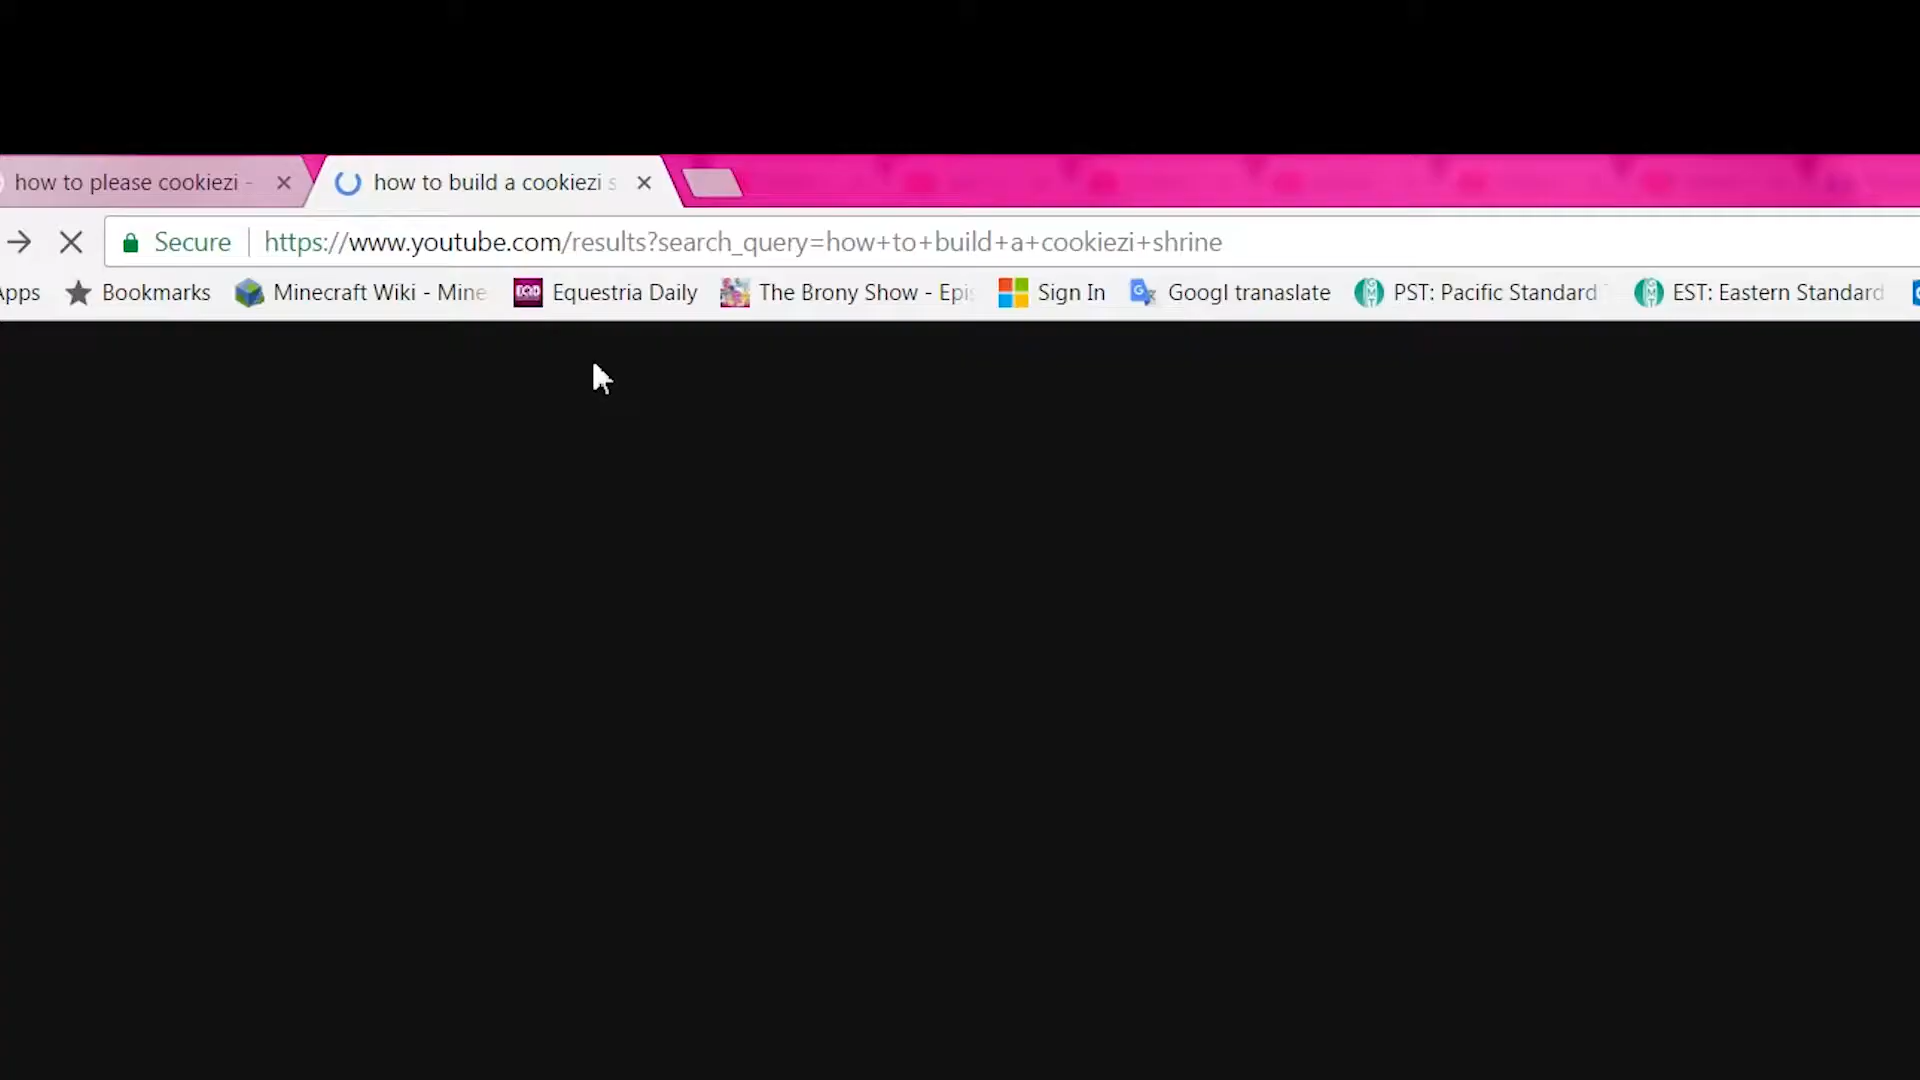 how to please cookiezi - how to build a cookiezi s
Secure https://www.youtube.com/results?search_query=how+to+build+a+cookiezi+shrine
Apps Bookmarks Minecraft Wiki - Mine Equestria Daily The Brony Show - Epis Sign In Googl tranaslate PST: Pacific Standard EST: Eastern Standard